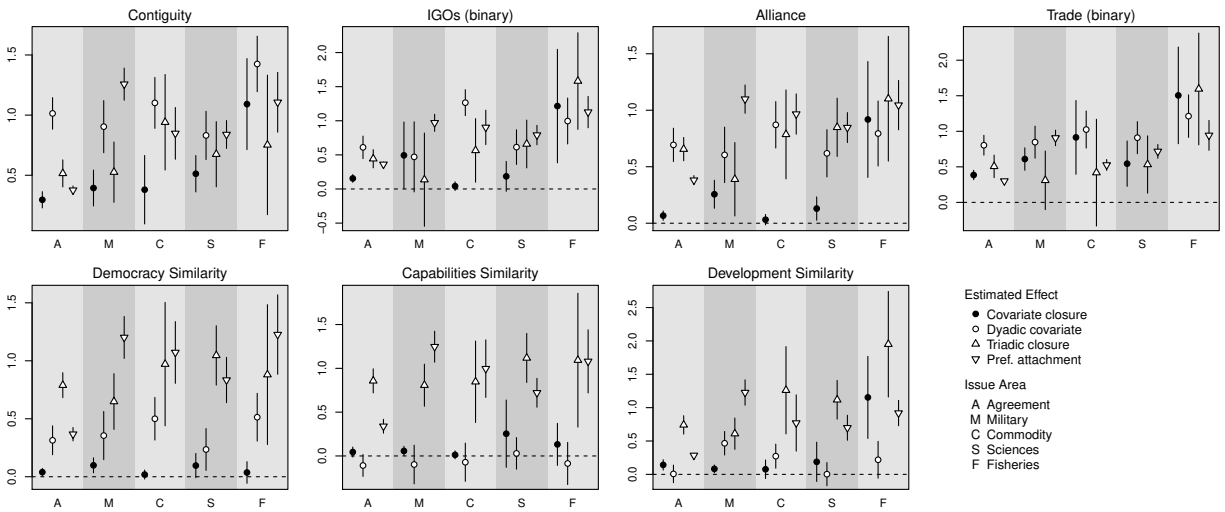 Contiguity
0.5 1.0 1.5
A M C S F
IGOs (binary)
−0.5 0.0 0.5 1.0 1.5 2.0
A M C S F
Alliance
0.0 0.5 1.0 1.5
A M C S F
Trade (binary)
0.0 0.5 1.0 1.5 2.0
A M C S F
Democracy Similarity
0.0 0.5 1.0 1.5
A M C S F
Capabilities Similarity
0.0 0.5 1.0 1.5
A M C S F
Development Similarity
0.0 0.5 1.0 1.5 2.0 2.5
A M C S F
Estimated Effect
Covariate closure
Dyadic covariate
Triadic closure
Pref. attachment
Issue Area
A Agreement
M Military
C Commodity
S Sciences
F Fisheries